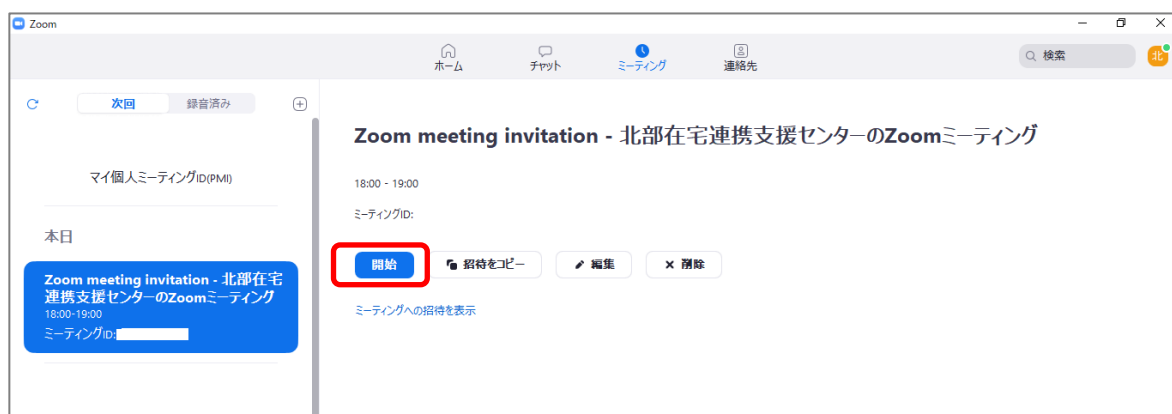 Zoom
ホーム
チャット
ミーティング
連絡先
検索
北
次回
録音済み
マイ個人ミーティングID(PMI)
本日
Zoom meeting invitation - 北部在宅
連携支援センターのZoomミーティング
18:00-19:00
ミーティングID:
Zoom meeting invitation - 北部在宅連携支援センターのZoomミーティング
18:00 - 19:00
ミーティングID:
開始
招待をコピー
編集
削除
ミーティングへの招待を表示